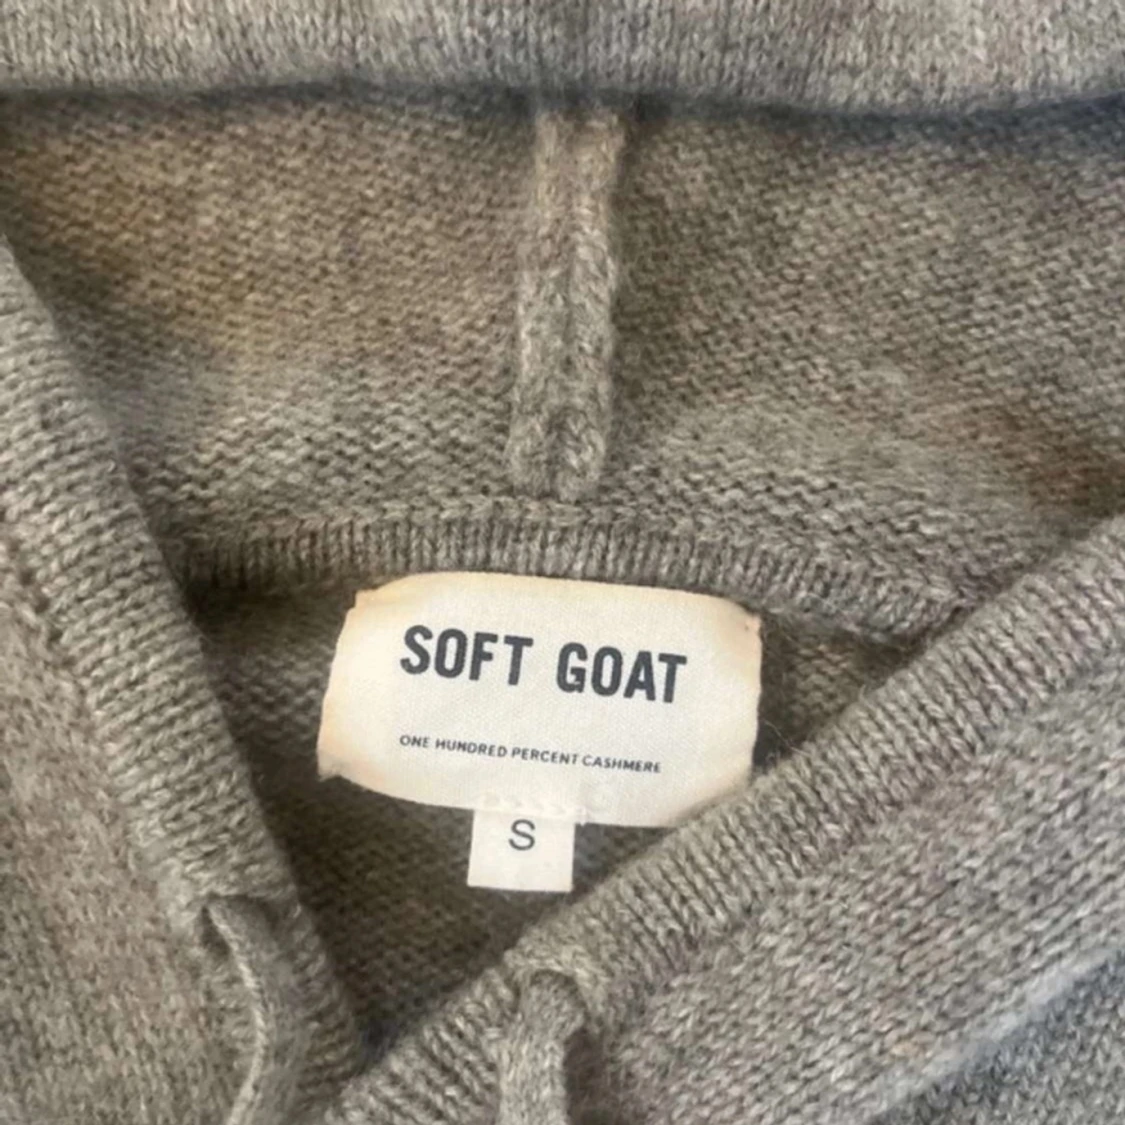 SOFT GOAT
ONE HUNDRED PERCENT CASHMERE
S